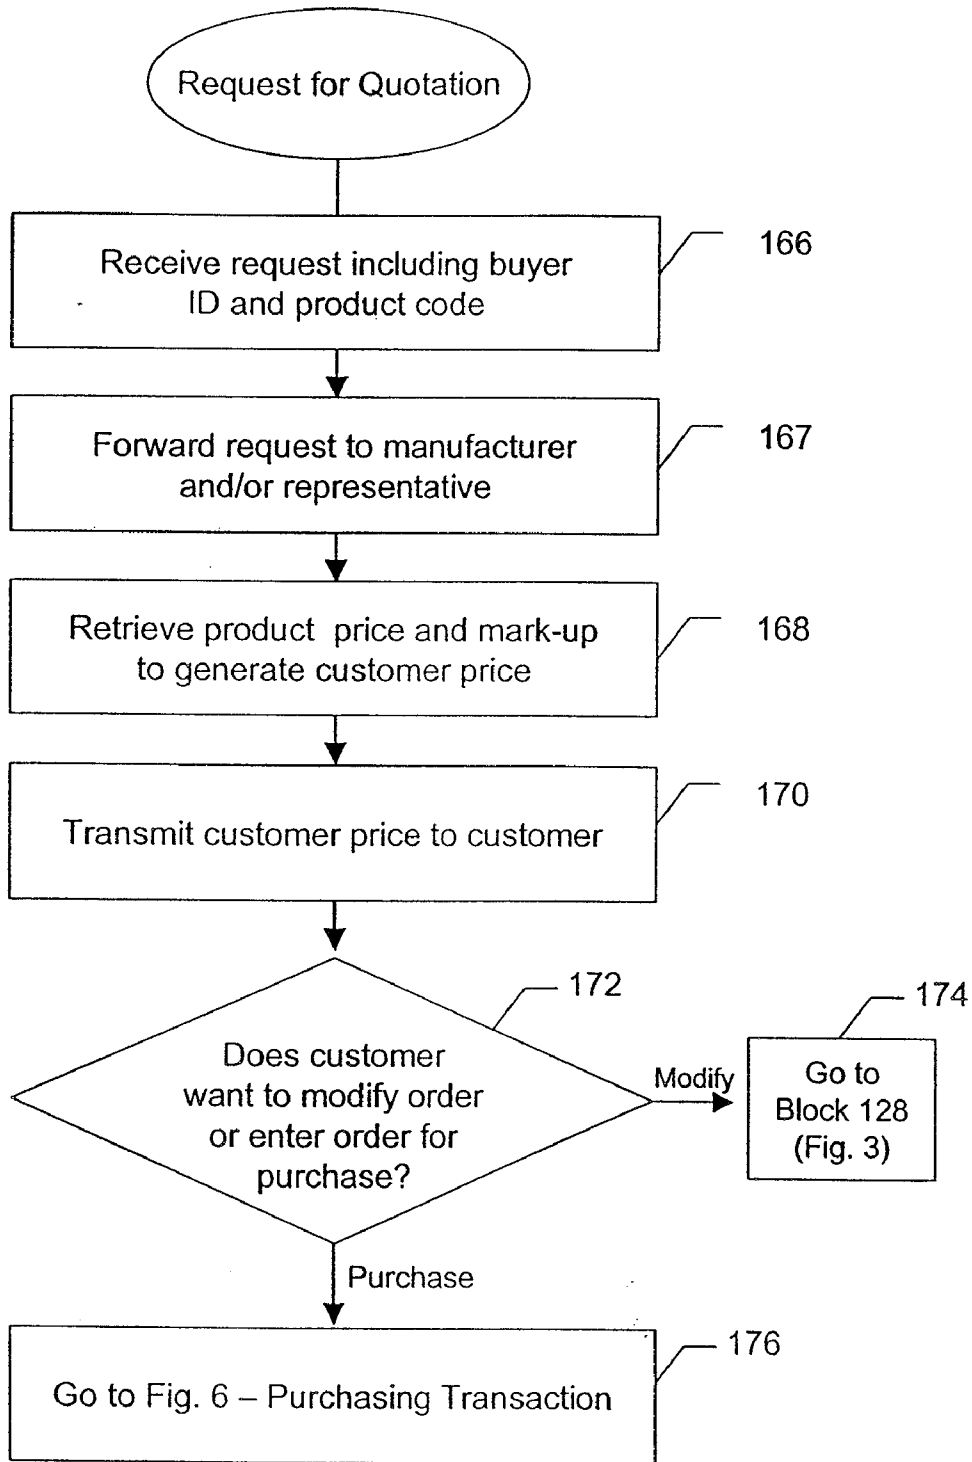 Request for Quotation
166
Receive request including buyer
ID and product code
167
Forward request to manufacturer
and/or representative
168
Retrieve product price and mark-up
to generate customer price
170
Transmit customer price to customer
172
174
Does customer
want to modify order
or enter order for
purchase?
Modify
Go to
Block 128
(Fig. 3)
Purchase
176
Go to Fig. 6 – Purchasing Transaction